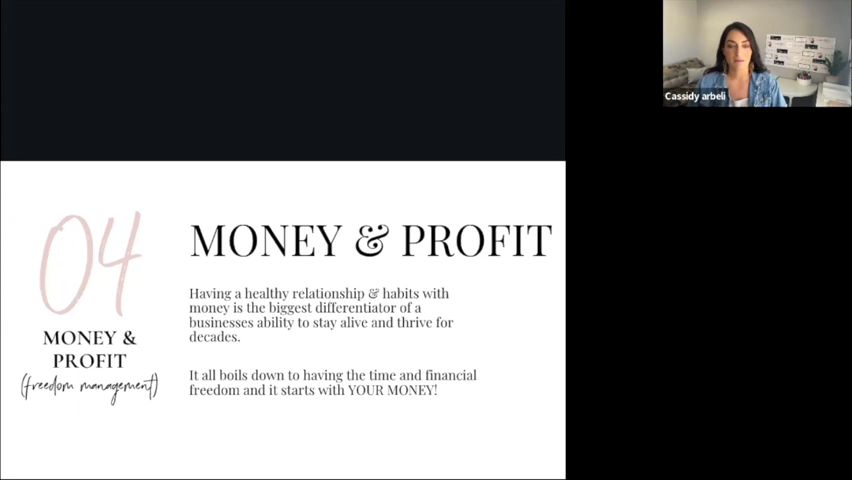 Cassidy arbeli
04
MONEY & PROFIT
MONEY &
PROFIT
(freedom management)
Having a healthy relationship & habits with
money is the biggest differentiator of a
businesses ability to stay alive and thrive for
decades.
It all boils down to having the time and financial
freedom and it starts with YOUR MONEY!